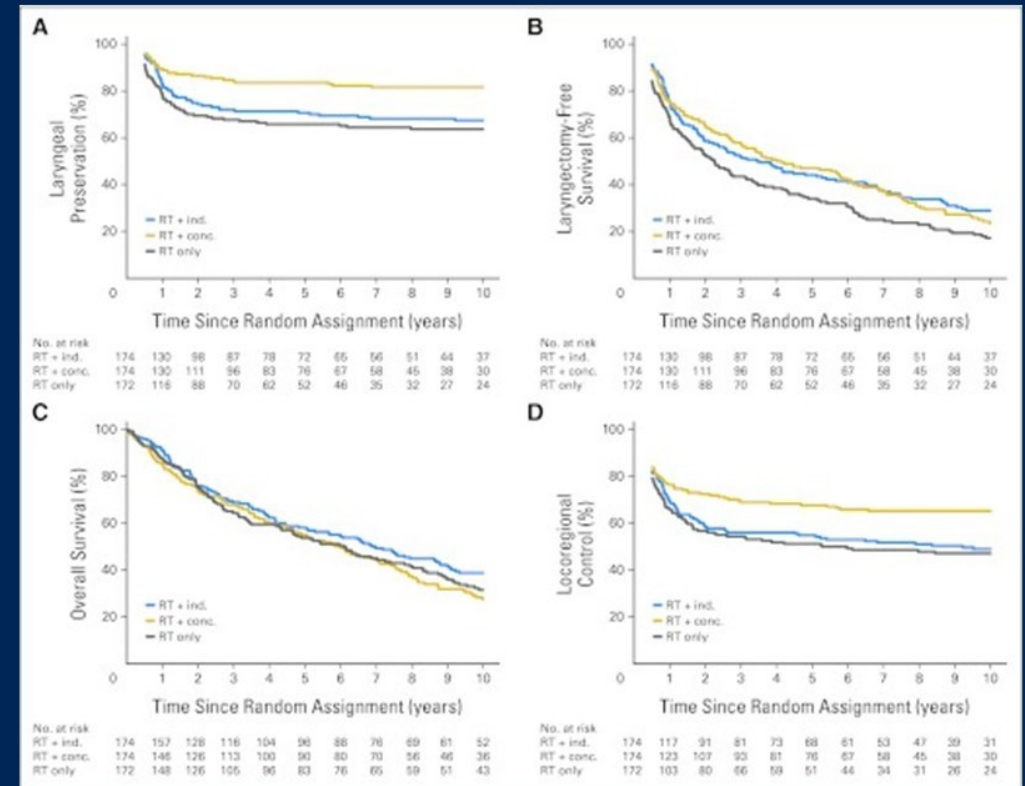 A
100
80
60
40
20
0
Laryngeal
Preservation (%)
RT + ind.
RT + conc.
RT only
1 2 3 4 5 6 7 8 9 10
Time Since Random Assignment (years)
No. at risk
RT + ind. 174 130 98 87 78 72 65 56 51 44 37
RT + conc. 174 130 111 96 83 76 67 58 45 38 30
RT only 172 116 88 70 62 52 46 35 32 27 24
B
100
80
60
40
20
0
Laryngectomy-Free
Survival (%)
RT + ind.
RT + conc.
RT only
1 2 3 4 5 6 7 8 9 10
Time Since Random Assignment (years)
No. at risk
RT + ind. 174 130 98 87 78 72 65 56 51 44 37
RT + conc. 174 130 111 96 83 76 67 58 45 38 30
RT only 172 116 88 70 62 52 46 35 32 27 24
C
100
80
60
40
20
0
Overall Survival (%)
RT + ind.
RT + conc.
RT only
1 2 3 4 5 6 7 8 9 10
Time Since Random Assignment (years)
No. at risk
RT + ind. 174 157 128 116 104 96 88 76 69 61 52
RT + conc. 174 146 126 113 100 90 80 70 56 46 36
RT only 172 148 126 105 96 83 76 65 59 51 43
D
100
80
60
40
20
0
Locoregional
Control (%)
RT + ind.
RT + conc.
RT only
1 2 3 4 5 6 7 8 9 10
Time Since Random Assignment (years)
No. at risk
RT + ind. 174 117 91 81 73 68 61 53 47 39 31
RT + conc. 174 123 107 93 81 76 67 58 45 38 30
RT only 172 103 80 66 59 51 44 34 31 26 24